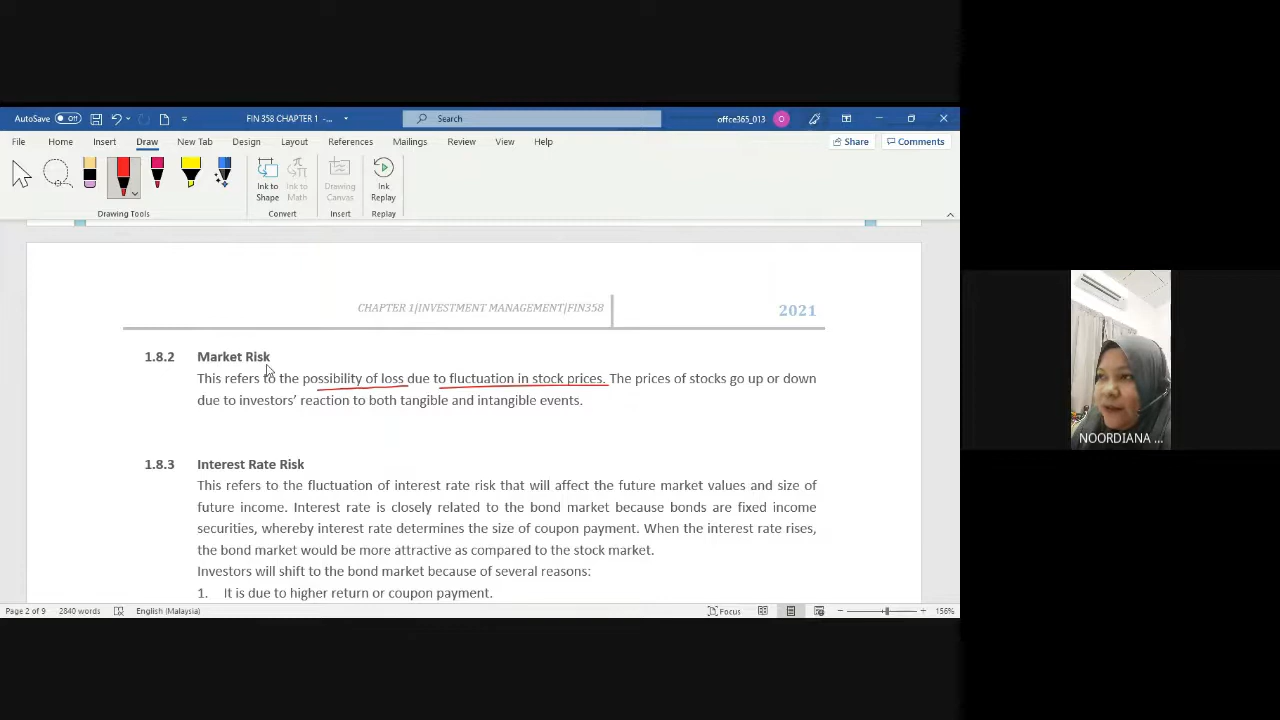 AutoSave Off FIN 358 CHAPTER 1 -... Search offce365_013
File Home Insert Draw New Tab Design Layout References Mailings Review View Help Share Comments
Ink to Shape
Ink to Math
Drawing Canvas
Ink Replay
Drawing Tools Convert Insert Replay
CHAPTER 1|INVESTMENT MANAGEMENT|FIN358 2021
1.8.2 Market Risk
This refers to the possibility of loss due to fluctuation in stock prices. The prices of stocks go up or down
due to investors' reaction to both tangible and intangible events.
1.8.3 Interest Rate Risk
This refers to the fluctuation of interest rate risk that will affect the future market values and size of
future income. Interest rate is closely related to the bond market because bonds are fixed income
securities, whereby interest rate determines the size of coupon payment. When the interest rate rises,
the bond market would be more attractive as compared to the stock market.
Investors will shift to the bond market because of several reasons:
1. It is due to higher return or coupon payment.
Page 2 of 9 2840 words English (Malaysia) Focus 156%
NOORDIANA ...